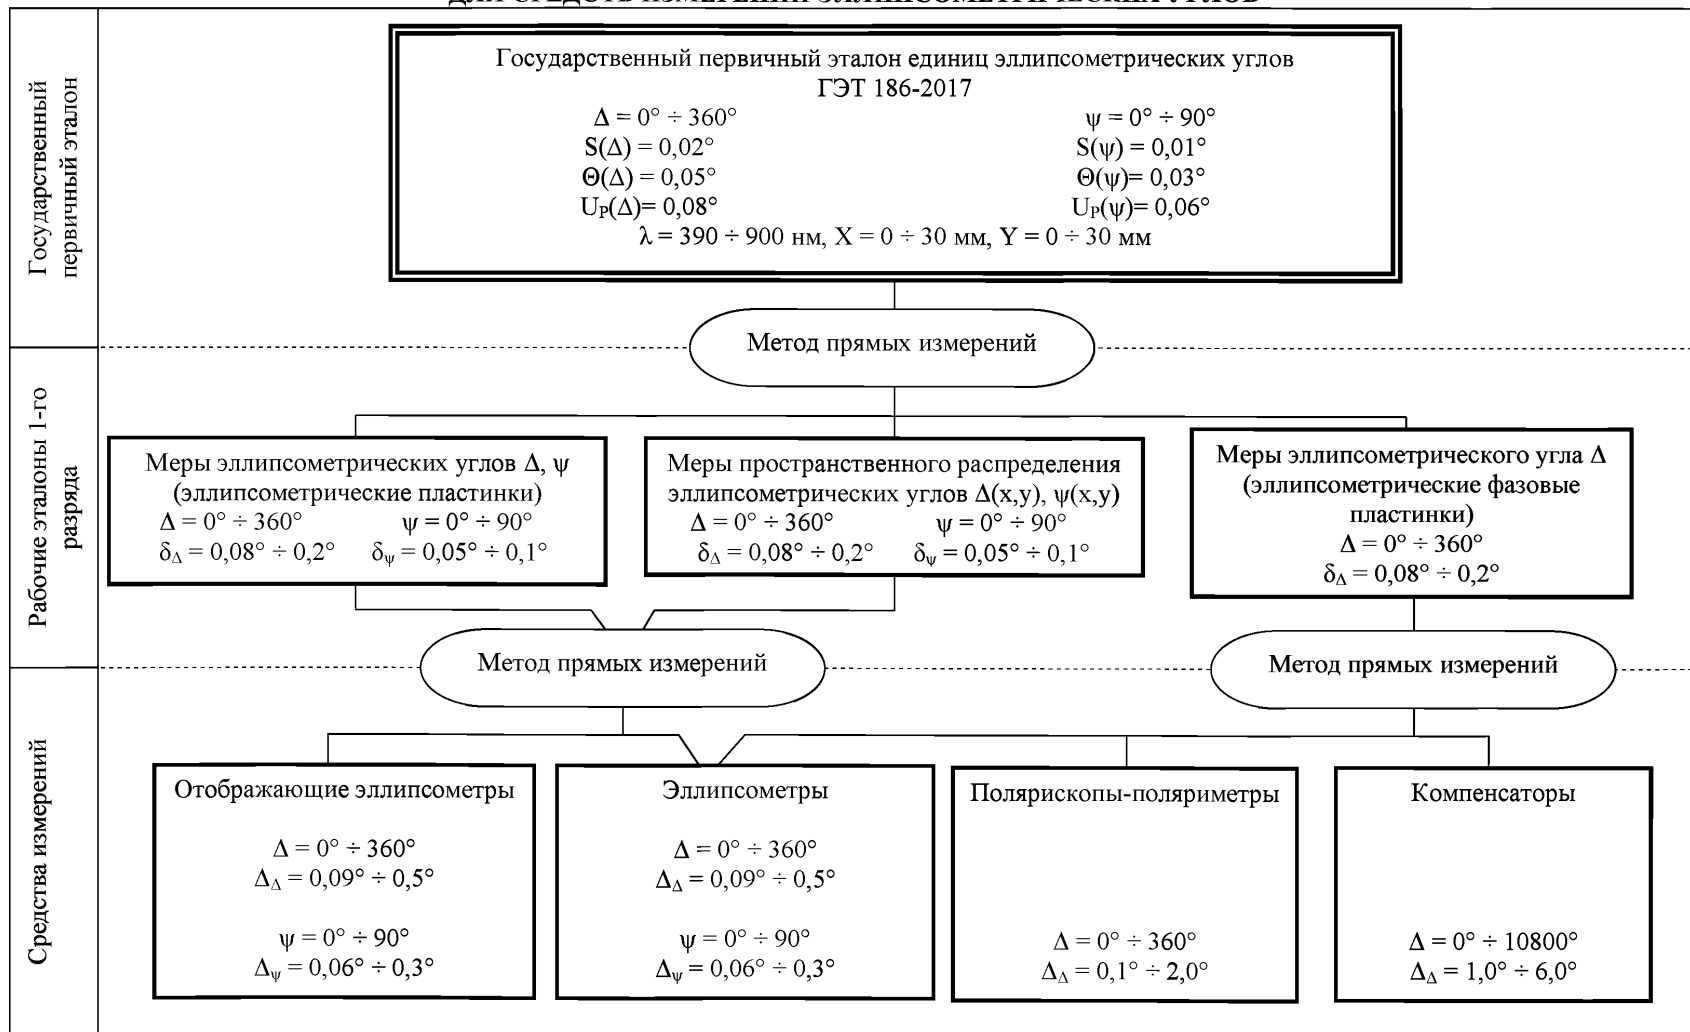 ДЛЯ СРЕДСТВ ИЗМЕРЕНИЙ ЭЛЛИПСОМЕТРИЧЕСКИХ УГЛОВ
Государственный
первичный эталон
Государственный первичный эталон единиц эллипсометрических углов
ГЭТ 186-2017
Δ = 0° ÷ 360° ψ = 0° ÷ 90°
S(Δ) = 0,02° S(ψ) = 0,01°
Θ(Δ) = 0,05° Θ(ψ)= 0,03°
U_P(Δ)= 0,08° U_P(ψ)= 0,06°
λ = 390 ÷ 900 нм, X = 0 ÷ 30 мм, Y = 0 ÷ 30 мм
Метод прямых измерений
Рабочие эталоны 1-го
разряда
Меры эллипсометрических углов Δ, ψ
(эллипсометрические пластинки)
Δ = 0° ÷ 360° ψ = 0° ÷ 90°
δ_Δ = 0,08° ÷ 0,2° δ_ψ = 0,05° ÷ 0,1°
Меры пространственного распределения
эллипсометрических углов Δ(x,y), ψ(x,y)
Δ = 0° ÷ 360° ψ = 0° ÷ 90°
δ_Δ = 0,08° ÷ 0,2° δ_ψ = 0,05° ÷ 0,1°
Меры эллипсометрического угла Δ
(эллипсометрические фазовые
пластинки)
Δ = 0° ÷ 360°
δ_Δ = 0,08° ÷ 0,2°
Метод прямых измерений
Метод прямых измерений
Средства измерений
Отображающие эллипсометры
Δ = 0° ÷ 360°
Δ_Δ = 0,09° ÷ 0,5°
ψ = 0° ÷ 90°
Δ_ψ = 0,06° ÷ 0,3°
Эллипсометры
Δ = 0° ÷ 360°
Δ_Δ = 0,09° ÷ 0,5°
ψ = 0° ÷ 90°
Δ_ψ = 0,06° ÷ 0,3°
Полярископы-поляриметры
Δ = 0° ÷ 360°
Δ_Δ = 0,1° ÷ 2,0°
Компенсаторы
Δ = 0° ÷ 10800°
Δ_Δ = 1,0° ÷ 6,0°